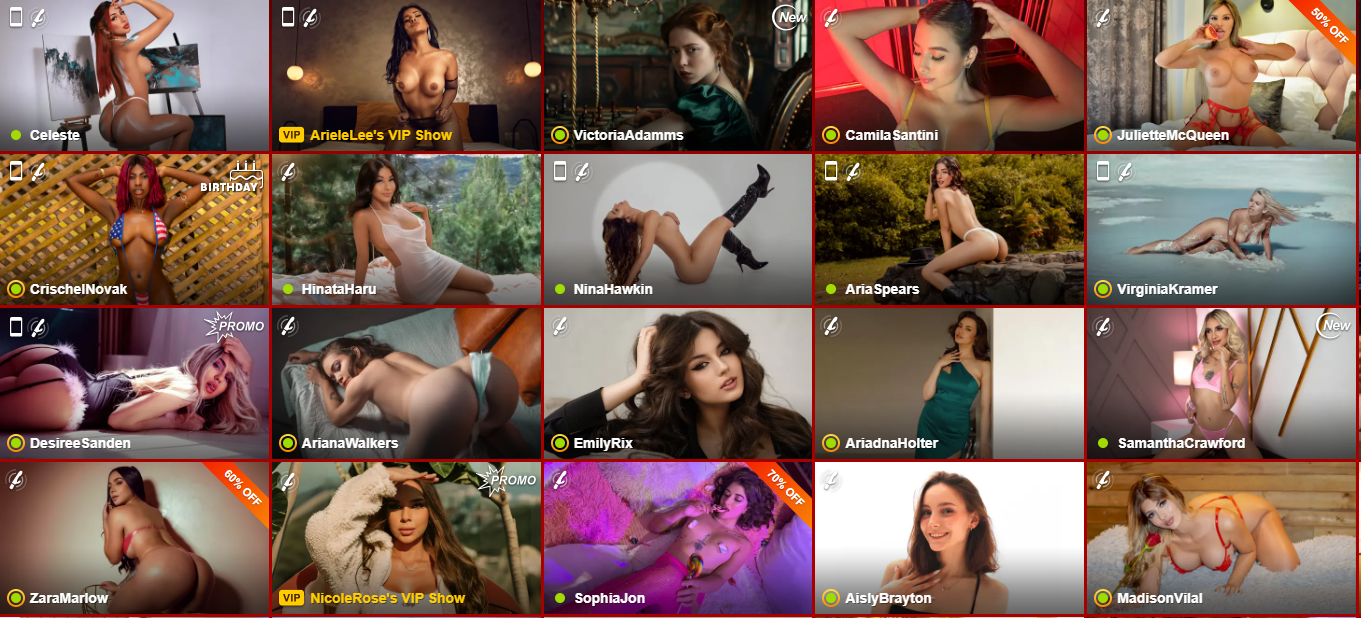 Celeste
VIP ArieleLee's VIP Show
New
VictoriaAdamms
CamilaSantini
50% OFF
JulietteMcQueen
BIRTHDAY
CrischelNovak
HinataHaru
NinaHawkin
AriaSpears
VirginiaKramer
PROMO
DesireeSanden
ArianaWalkers
EmilyRix
AriadnaHolter
New
SamanthaCrawford
60% OFF
ZaraMarlow
PROMO
VIP NicoleRose's VIP Show
70% OFF
SophiaJon
AislyBrayton
MadisonVilal